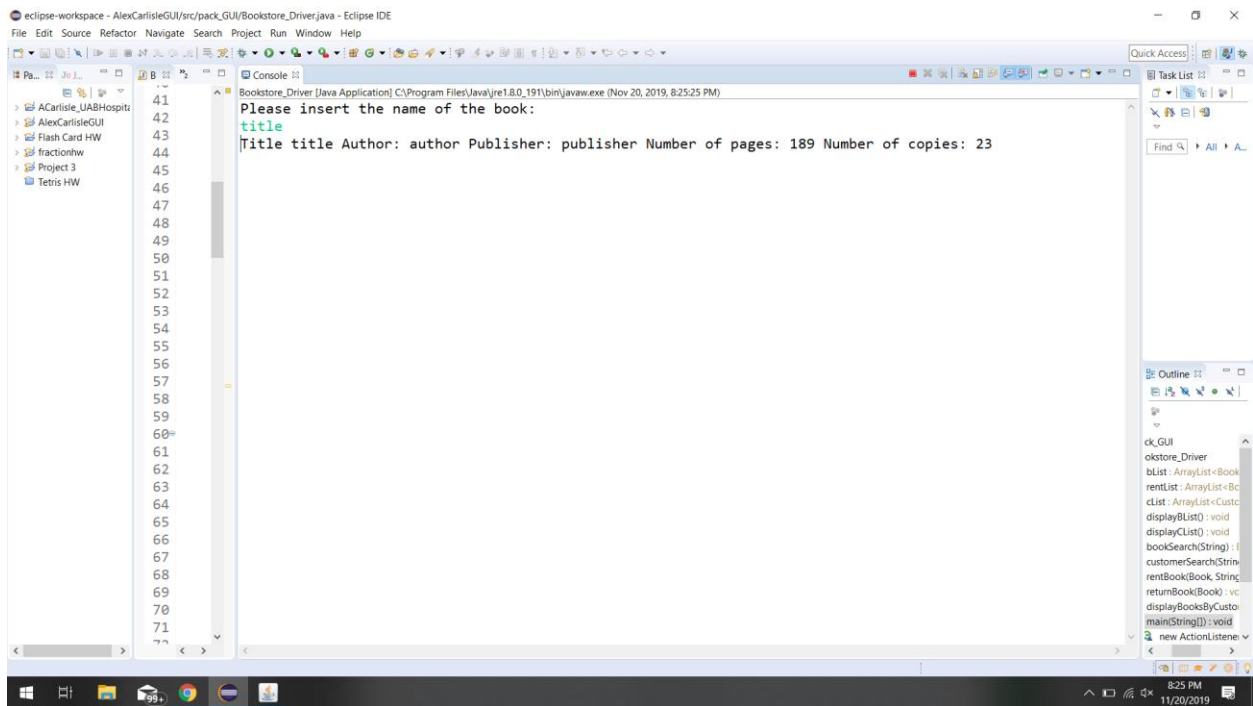 eclipse-workspace - AlexCarlisleGUI/src/pack_GUI/Bookstore_Driver.java - Eclipse IDE
File Edit Source Refactor Navigate Search Project Run Window Help
Quick Access
Pa...
B
2
Console
Task List
ACarlisle_UABHospita
AlexCarlisleGUI
Flash Card HW
fractionhw
Project 3
Tetris HW
41
42
43
44
45
46
47
48
49
50
51
52
53
54
55
56
57
58
59
60
61
62
63
64
65
66
67
68
69
70
71
Bookstore_Driver [Java Application] C:\Program Files\Java\jre1.8.0_191\bin\javaw.exe (Nov 20, 2019, 8:25:25 PM)
Please insert the name of the book:
title
Title title Author: author Publisher: publisher Number of pages: 189 Number of copies: 23
Find All A...
Outline
ck_GUI
okstore_Driver
bList : ArrayList<Book
rentList : ArrayList<Bo
cList : ArrayList<Custo
displayBList() : void
displayCList() : void
bookSearch(String) :
customerSearch(Strin
rentBook(Book, String
returnBook(Book) : vo
displayBooksByCusto
main(String[]) : void
new ActionListene
99+
8:25 PM
11/20/2019